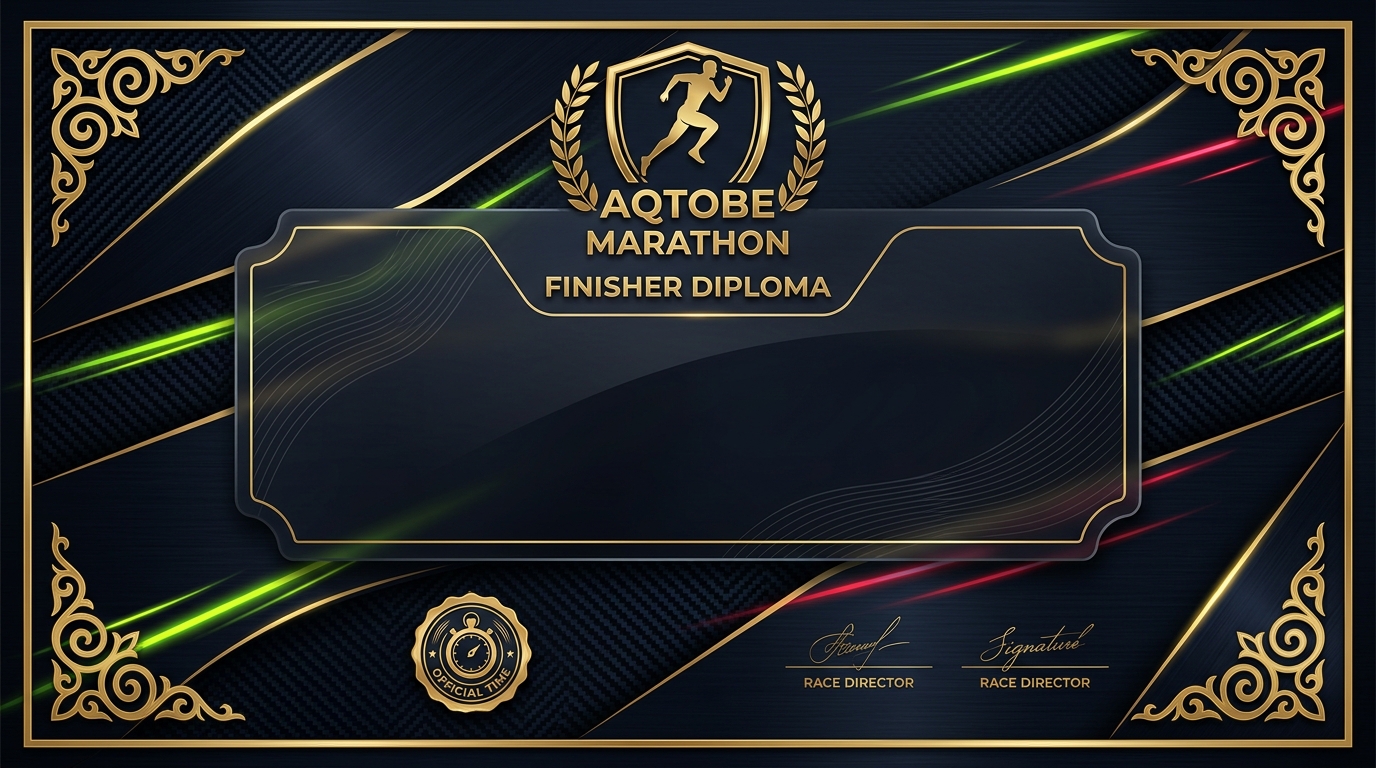 AQTOBE
MARATHON
FINISHER DIPLOMA
OFFICIAL TIME
Signature
RACE DIRECTOR
RACE DIRECTOR